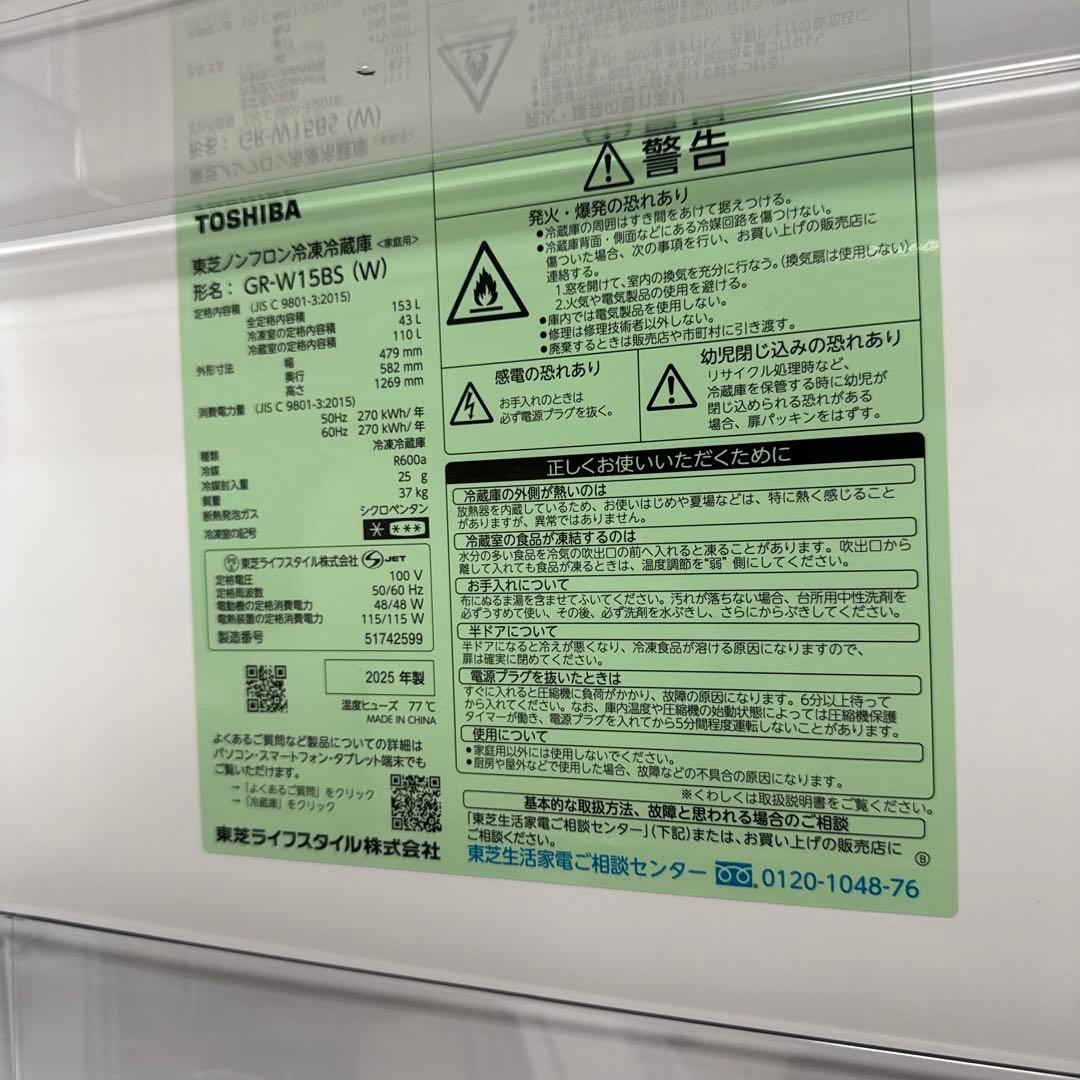 TOSHIBA
東芝ノンフロン冷凍冷蔵庫 <家庭用>
形名: GR-W15BS (W)
定格内容積 (JIS C 9801-3:2015)
全定格内容積 153 L
冷凍室の定格内容積 43 L
冷蔵室の定格内容積 110 L
外形寸法 幅 479 mm
奥行 582 mm
高さ 1269 mm
消費電力量 (JIS C 9801-3:2015)
50Hz 270 kWh/年
60Hz 270 kWh/年
種類 冷凍冷蔵庫
冷媒 R600a
冷媒封入量 25 g
質量 37 kg
断熱発泡ガス シクロペンタン
冷凍室の記号
東芝ライフスタイル株式会社 JET
定格電圧 100 V
定格周波数 50/60 Hz
電動機の定格消費電力 48/48 W
電熱装置の定格消費電力 115/115 W
製造番号 51742599
2025 年製
温度ヒューズ 77 ℃
MADE IN CHINA
よくあるご質問など製品についての詳細は
パソコン・スマートフォン・タブレット端末でも
ご覧いただけます。
→「よくあるご質問」をクリック
→「冷蔵庫」をクリック
東芝ライフスタイル株式会社
警告
発火・爆発の恐れあり
●冷蔵庫の周囲はすき間をあけて据えつける。
●冷蔵庫背面・側面などにある冷媒回路を傷つけない。
傷ついた場合、次の事項を行い、お買い上げの販売店に
連絡する。
1.窓を開けて、室内の換気を充分に行なう。(換気扇は使用しない)
2.火気や電気製品の使用を避ける。
●庫内では電気製品を使用しない。
●修理は修理技術者以外しない。
●廃棄するときは販売店や市町村に引き渡す。
感電の恐れあり
お手入れのときは
必ず電源プラグを抜く。
幼児閉じ込みの恐れあり
リサイクル処理時など、
冷蔵庫を保管する時に幼児が
閉じ込められる恐れがある
場合、扉パッキンをはずす。
正しくお使いいただくために
冷蔵庫の外側が熱いのは
放熱器を内蔵しているため、お使いはじめや夏場などは、特に熱く感じること
がありますが、異常ではありません。
冷蔵室の食品が凍結するのは
水分の多い食品を冷気の吹出口の前へ入れると凍ることがあります。吹出口から
離して入れても食品が凍るときは、温度調節を“弱”側にしてください。
お手入れについて
布にぬるま湯を含ませてふいてください。汚れが落ちない場合、台所用中性洗剤を
必ずうすめて使い、その後、必ず洗剤を水ぶきし、さらにからぶきしてください。
半ドアについて
半ドアになると冷えが悪くなり、冷凍食品が溶ける原因になりますので、
扉は確実に閉めてください。
電源プラグを抜いたときは
すぐに入れると圧縮機に負荷がかかり、故障の原因になります。6分以上待って
から入れてください。なお、庫内温度や圧縮機の始動状態によっては圧縮機保護
タイマーが働き、電源プラグを入れてから5分間程度運転しないことがあります。
使用について
●家庭用以外には使用しないでください。
●厨房や屋外などで使用した場合、故障などの不具合の原因になります。
※くわしくは取扱説明書をご覧ください。
基本的な取扱方法、故障と思われる場合のご相談
「東芝生活家電ご相談センター」(下記)または、お買い上げの販売店に
ご相談ください。
Ⓑ
東芝生活家電ご相談センター 0120-1048-76